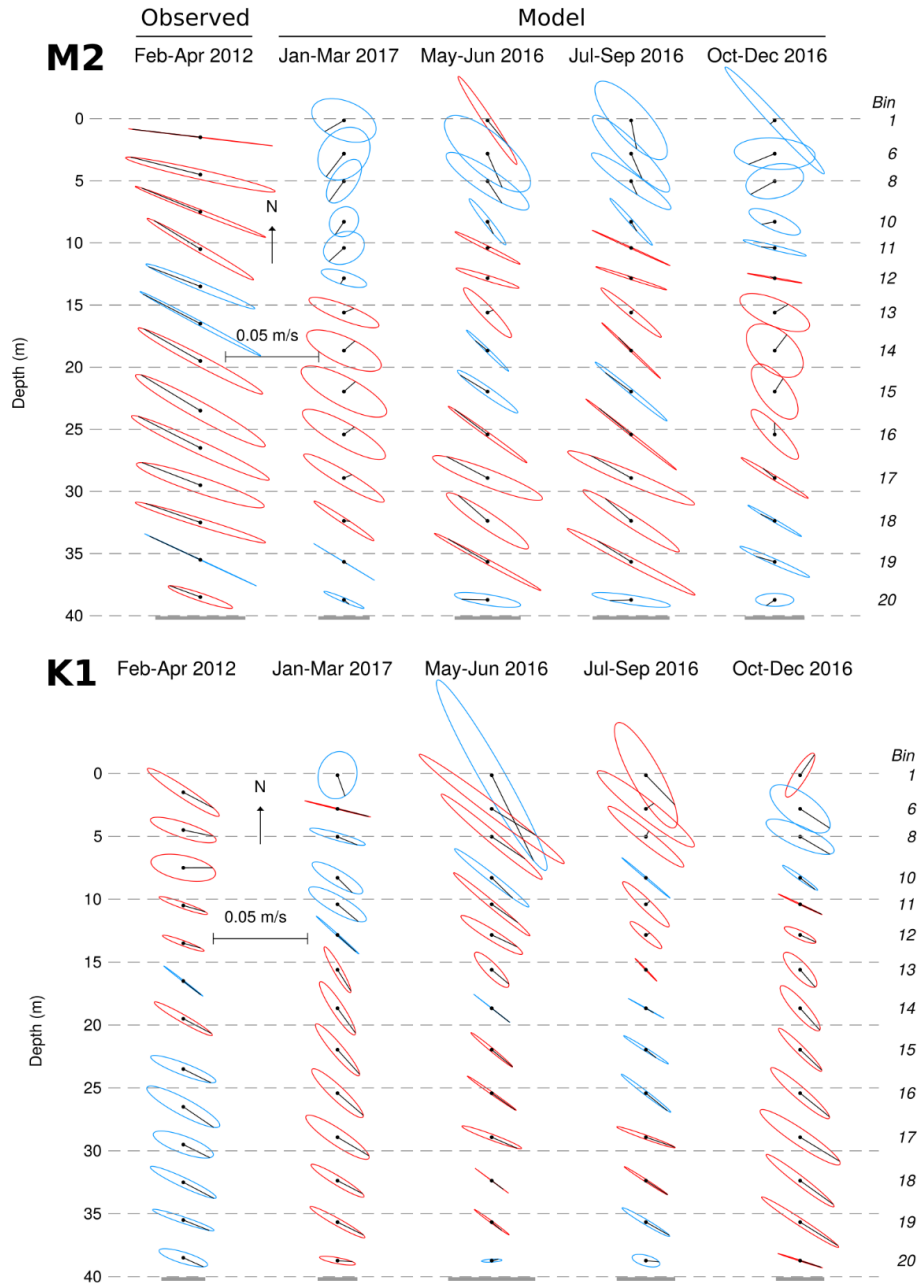 Observed Model
M2 Feb-Apr 2012 Jan-Mar 2017 May-Jun 2016 Jul-Sep 2016 Oct-Dec 2016
Bin
0 1
6
5 8
N 10
10 11
12
15 13
0.05 m/s 14
20 15
Depth (m)
25 16
17
30 18
35 19
20
40
K1 Feb-Apr 2012 Jan-Mar 2017 May-Jun 2016 Jul-Sep 2016 Oct-Dec 2016
Bin
0 1
N 6
5 8
10
10 11
0.05 m/s 12
15 13
14
20 15
Depth (m)
25 16
17
30 18
35 19
20
40